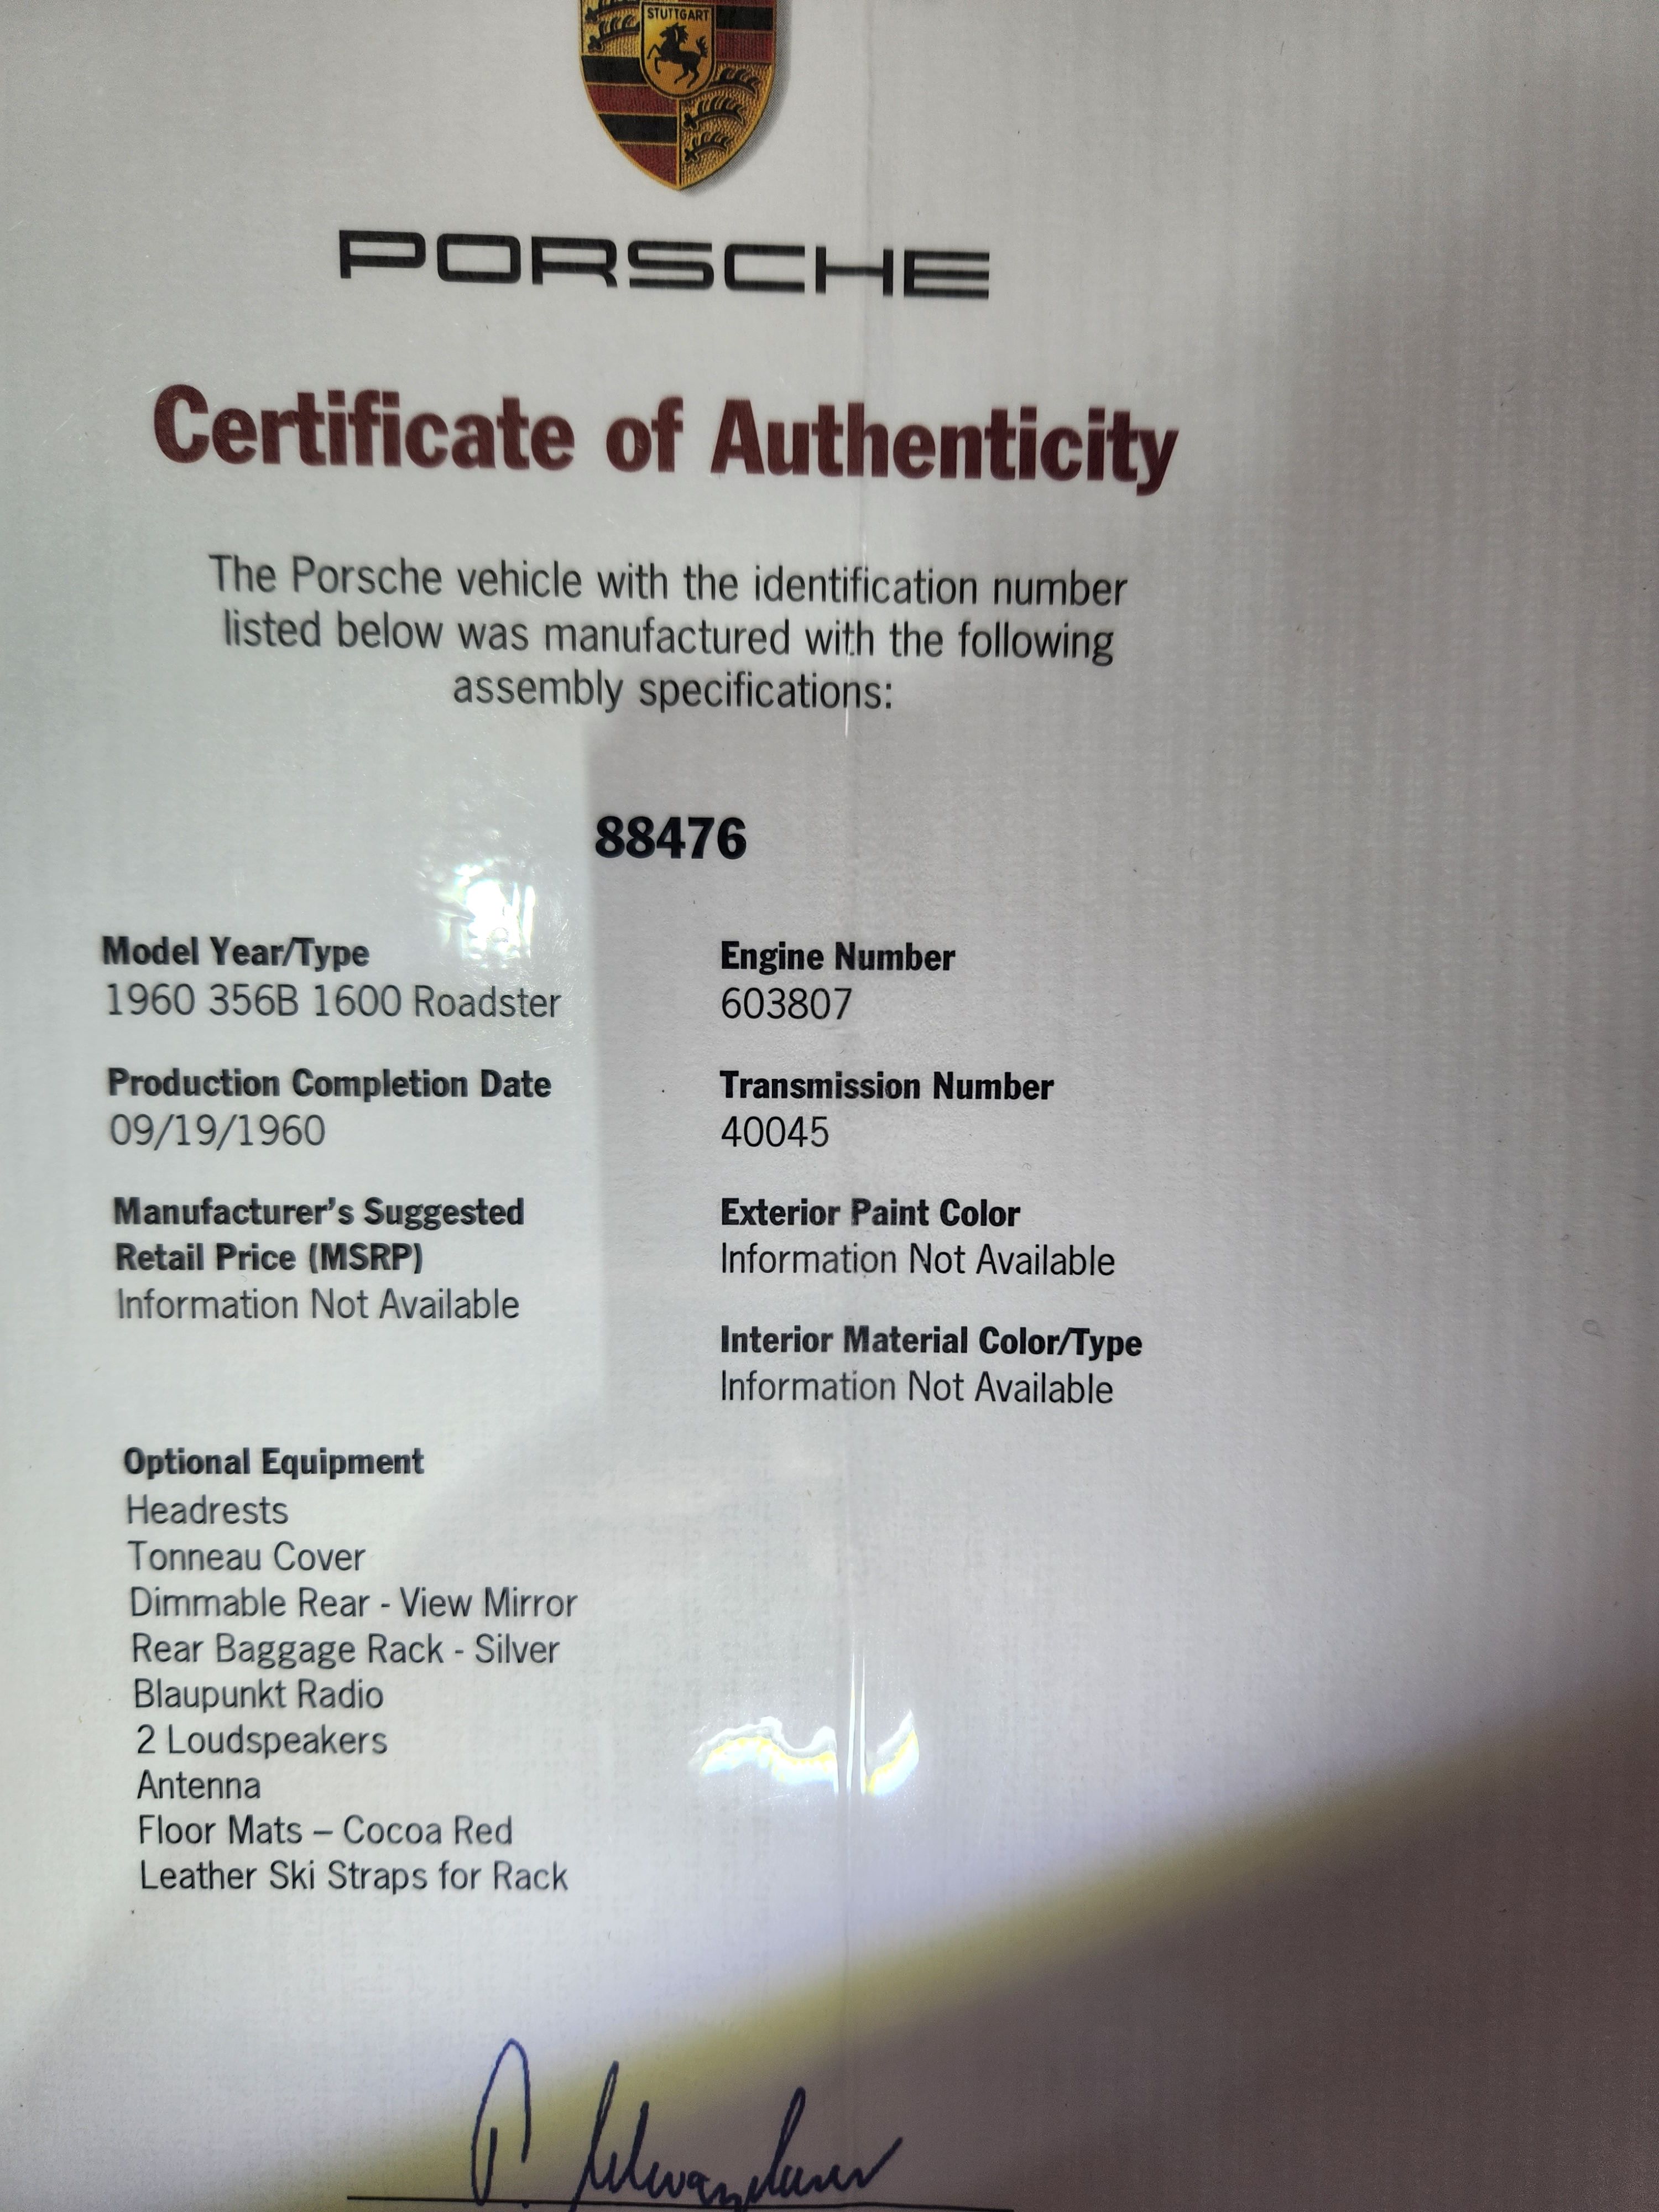 STUTTGART
PORSCHE
Certificate of Authenticity
The Porsche vehicle with the identification number
listed below was manufactured with the following
assembly specifications:
88476
Model Year/Type
1960 356B 1600 Roadster
Production Completion Date
09/19/1960
Manufacturer's Suggested
Retail Price (MSRP)
Information Not Available
Engine Number
603807
Transmission Number
40045
Exterior Paint Color
Information Not Available
Interior Material Color/Type
Information Not Available
Optional Equipment
Headrests
Tonneau Cover
Dimmable Rear - View Mirror
Rear Baggage Rack - Silver
Blaupunkt Radio
2 Loudspeakers
Antenna
Floor Mats – Cocoa Red
Leather Ski Straps for Rack